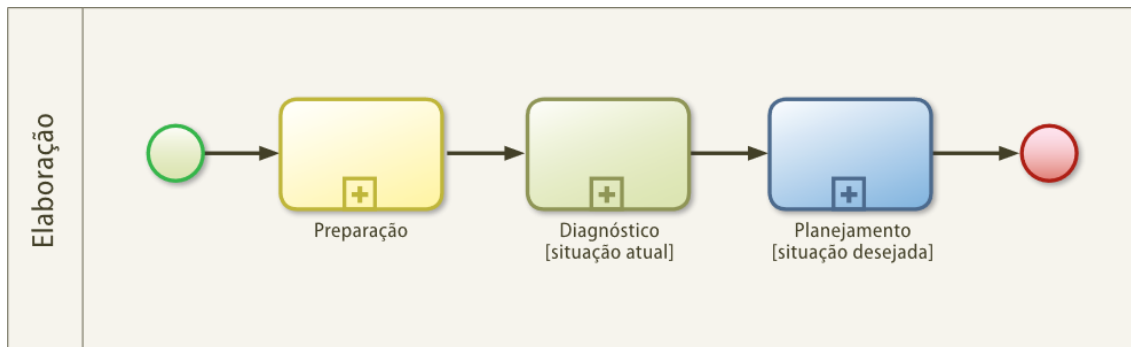 Elaboração
Preparação
Diagnóstico
[situação atual]
Planejamento
[situação desejada]